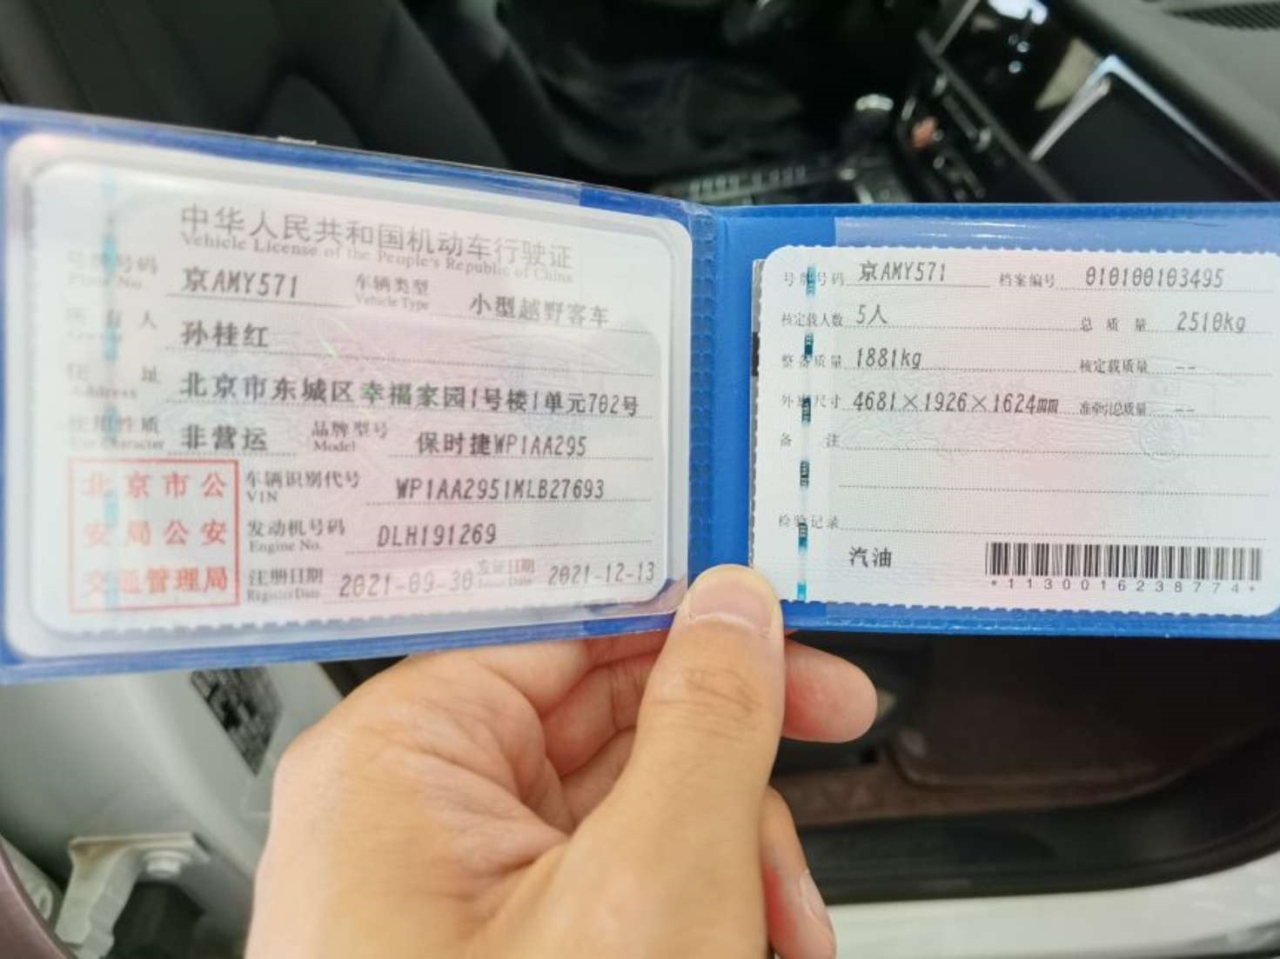 中华人民共和国机动车行驶证
Vehicle License of the People's Republic of China
号牌号码 京AMY571 车辆类型 小型越野客车
Plate No. Vehicle Type
所有人 孙桂红
住址 北京市东城区幸福家园1号楼1单元702号
Address
使用性质 非营运 品牌型号 保时捷WP1AA295
Use Character Model
北京市公
安局公安
交通管理局
车辆识别代号 WP1AA2951MLB27693
VIN
发动机号码 DLH191269
Engine No.
注册日期 2021-09-30 发证日期 2021-12-13
Register Date Issue Date
号牌号码 京AMY571 档案编号 010100103495
核定载人数 5人 总质量 2510kg
整备质量 1881kg 核定载质量 --
外廓尺寸 4681×1926×1624mm 准牵引总质量 --
备注
检验记录
汽油
*1130016238774*